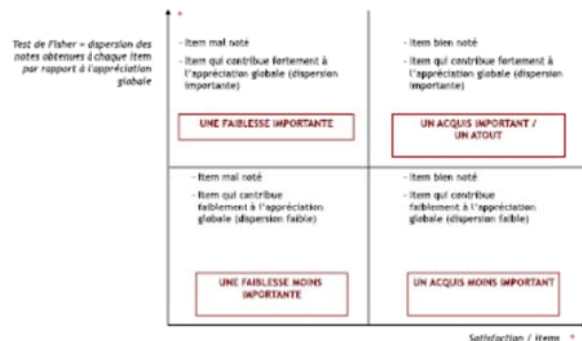 Test de Fisher = dispersion des
notes obtenues à chaque item
par rapport à l'appréciation
globale
- Item mal noté
- Item qui contribue fortement à
l'appréciation globale (dispersion
importante)
UNE FAIBLESSE IMPORTANTE
- Item bien noté
- Item qui contribue fortement à
l'appréciation globale (dispersion
importante)
UN ACQUIS IMPORTANT /
UN ATOUT
- Item mal noté
- Item qui contribue
faiblement à l'appréciation
globale (dispersion faible)
UNE FAIBLESSE MOINS
IMPORTANTE
- Item bien noté
- Item qui contribue
faiblement à l'appréciation
globale (dispersion faible)
UN ACQUIS MOINS IMPORTANT
Satisfaction / items